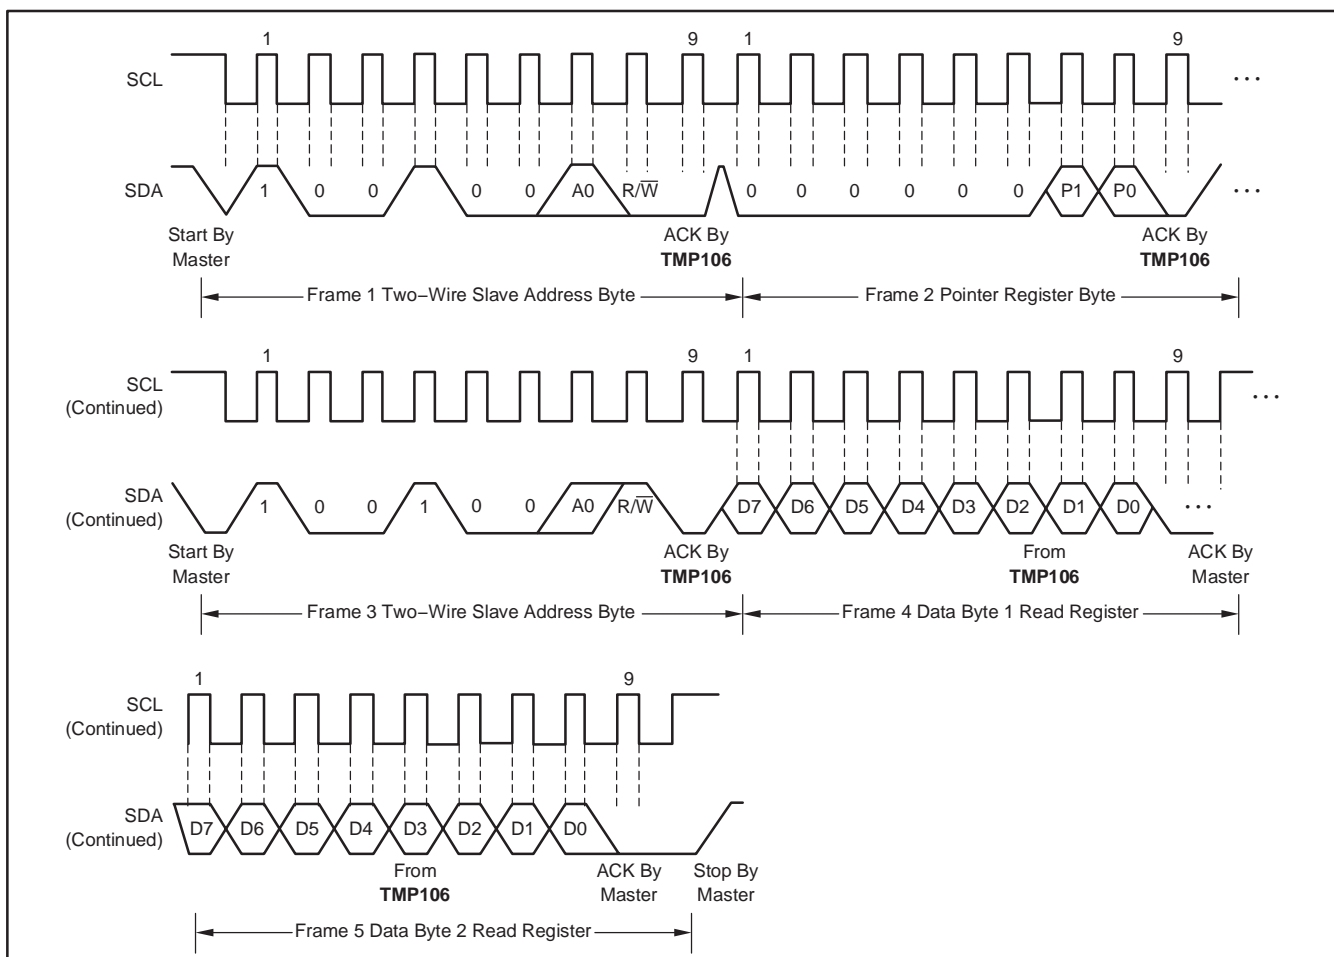 1 9 1 9
SCL ...
SDA 1 0 0 0 0 A0 R/W̅ 0 0 0 0 0 0 P1 P0 ...
Start By Master
ACK By TMP106
ACK By TMP106
Frame 1 Two−Wire Slave Address Byte
Frame 2 Pointer Register Byte
1 9 1 9
SCL (Continued) ...
SDA (Continued) 1 0 0 1 0 0 A0 R/W̅ D7 D6 D5 D4 D3 D2 D1 D0 ...
Start By Master
ACK By TMP106
From TMP106
ACK By Master
Frame 3 Two−Wire Slave Address Byte
Frame 4 Data Byte 1 Read Register
1 9
SCL (Continued)
SDA (Continued) D7 D6 D5 D4 D3 D2 D1 D0
From TMP106
ACK By Master
Stop By Master
Frame 5 Data Byte 2 Read Register